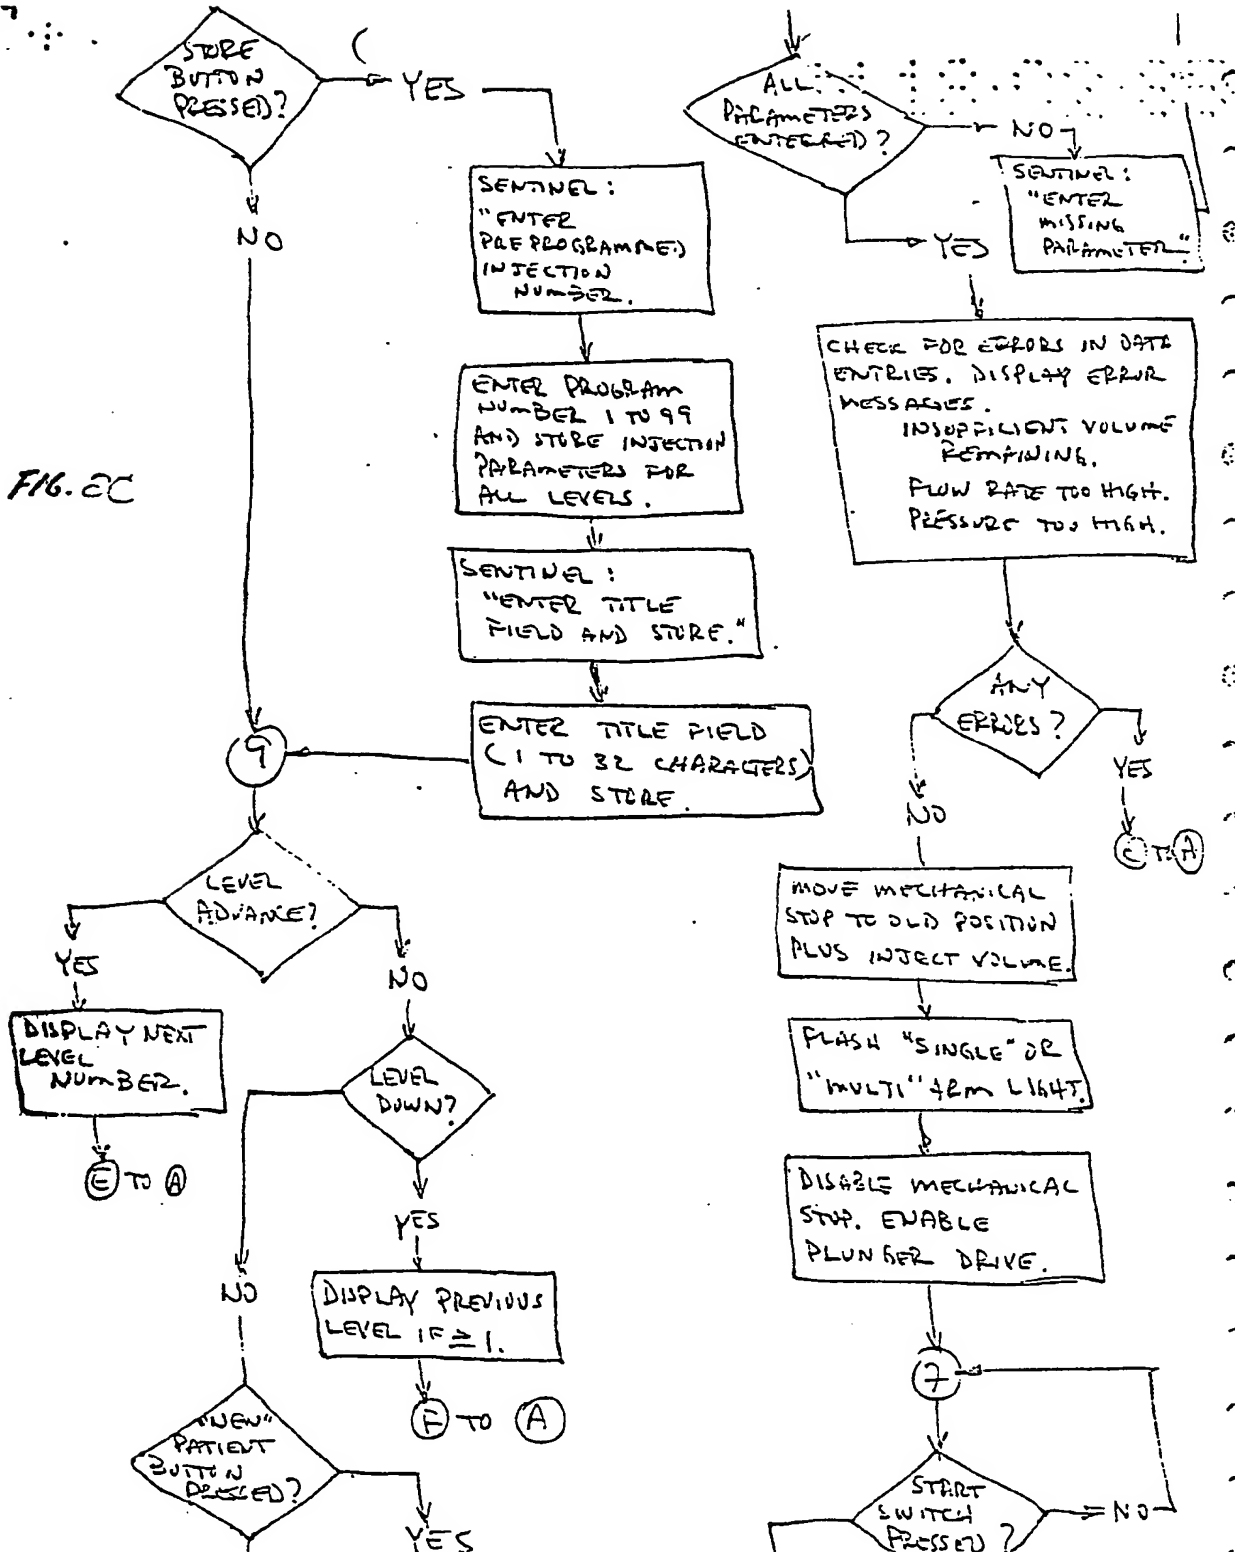 STORE
BUTTON
PRESSED?
YES
NO
SENTINEL:
"ENTER
PREPROGRAMMED
INJECTION
NUMBER.
ENTER PROGRAM
NUMBER 1 TO 99
AND STORE INJECTION
PARAMETERS FOR
ALL LEVELS.
SENTINEL:
"ENTER TITLE
FIELD AND STORE."
ENTER TITLE FIELD
(1 TO 32 CHARACTERS)
AND STORE.
FIG. 2C
9
LEVEL
ADVANCE?
YES
NO
DISPLAY NEXT
LEVEL
NUMBER.
E TO A
LEVEL
DOWN?
YES
NO
DISPLAY PREVIOUS
LEVEL IF ≥ 1.
F TO A
"NEW"
PATIENT
BUTTON
PRESSED?
YES
ALL
PARAMETERS
ENTERED?
NO
SENTINEL:
"ENTER
MISSING
PARAMETER"
YES
CHECK FOR ERRORS IN DATA
ENTRIES. DISPLAY ERROR
MESSAGES.
INSUFFICIENT VOLUME
REMAINING.
FLOW RATE TOO HIGH.
PRESSURE TOO HIGH.
ANY
ERRORS?
YES
C TO A
NO
MOVE MECHANICAL
STOP TO OLD POSITION
PLUS INJECT VOLUME.
FLASH "SINGLE" OR
"MULTI" ARM LIGHT.
DISABLE MECHANICAL
STOP. ENABLE
PLUNGER DRIVE.
7
START
SWITCH
PRESSED?
NO